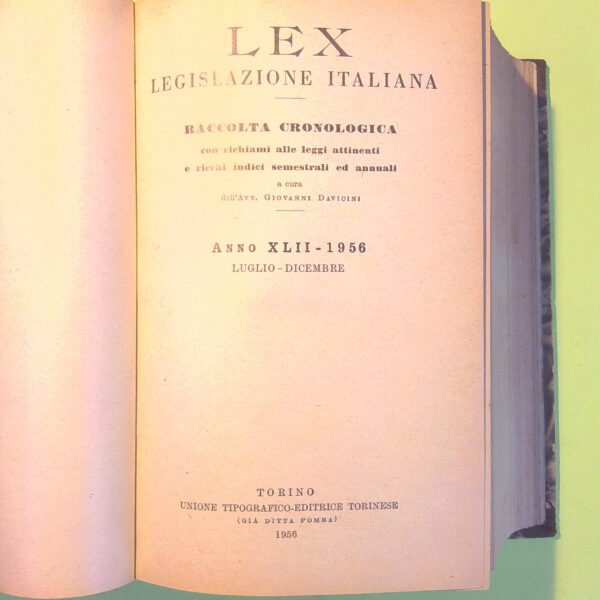 LEX
LEGISLAZIONE ITALIANA
RACCOLTA CRONOLOGICA
con richiami alle leggi attinenti
e ricchi indici semestrali ed annuali
a cura
dell'Avv. Giovanni Davicini
Anno XLII - 1956
LUGLIO - DICEMBRE
TORINO
UNIONE TIPOGRAFICO-EDITRICE TORINESE
(GIÀ DITTA POMBA)
1956